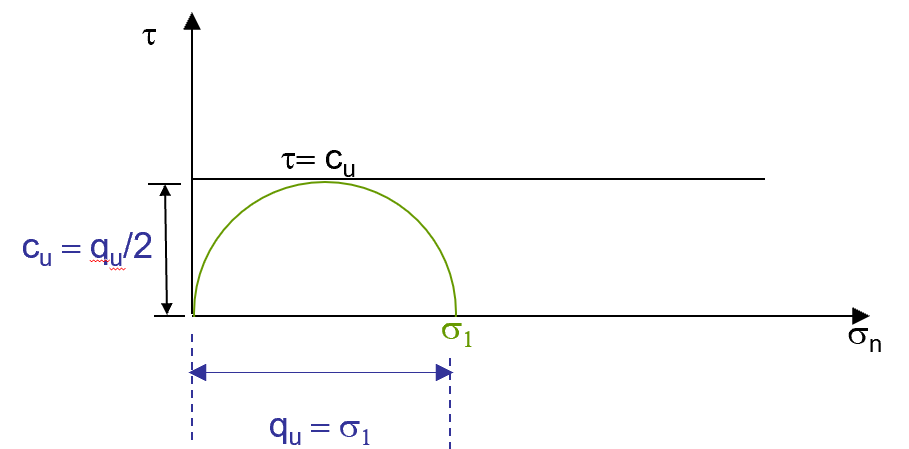 τ
τ= cᵤ
cᵤ = qᵤ/2
σ₁
σₙ
qᵤ = σ₁